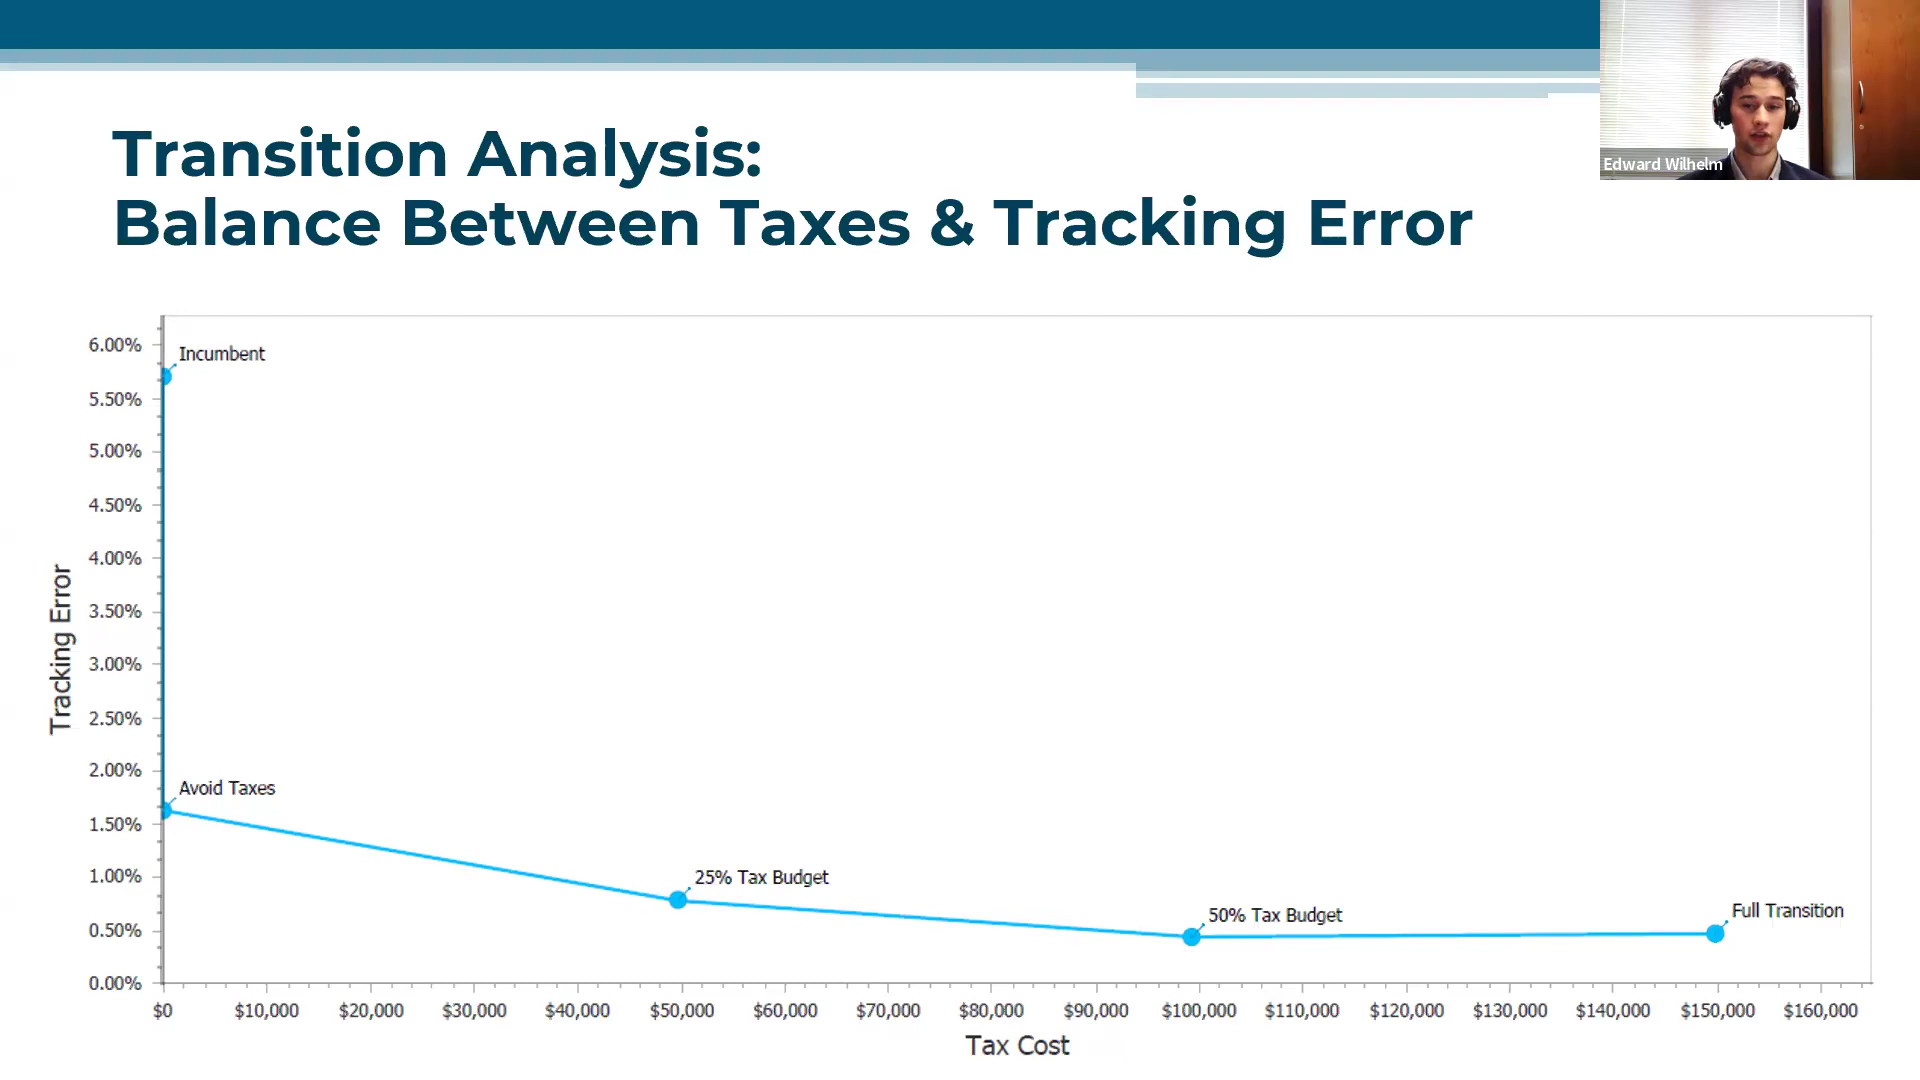 Edward Wilhelm
Transition Analysis:
Balance Between Taxes & Tracking Error
Tracking Error
6.00%
5.50%
5.00%
4.50%
4.00%
3.50%
3.00%
2.50%
2.00%
1.50%
1.00%
0.50%
0.00%
Incumbent
Avoid Taxes
25% Tax Budget
50% Tax Budget
Full Transition
$0 $10,000 $20,000 $30,000 $40,000 $50,000 $60,000 $70,000 $80,000 $90,000 $100,000 $110,000 $120,000 $130,000 $140,000 $150,000 $160,000
Tax Cost